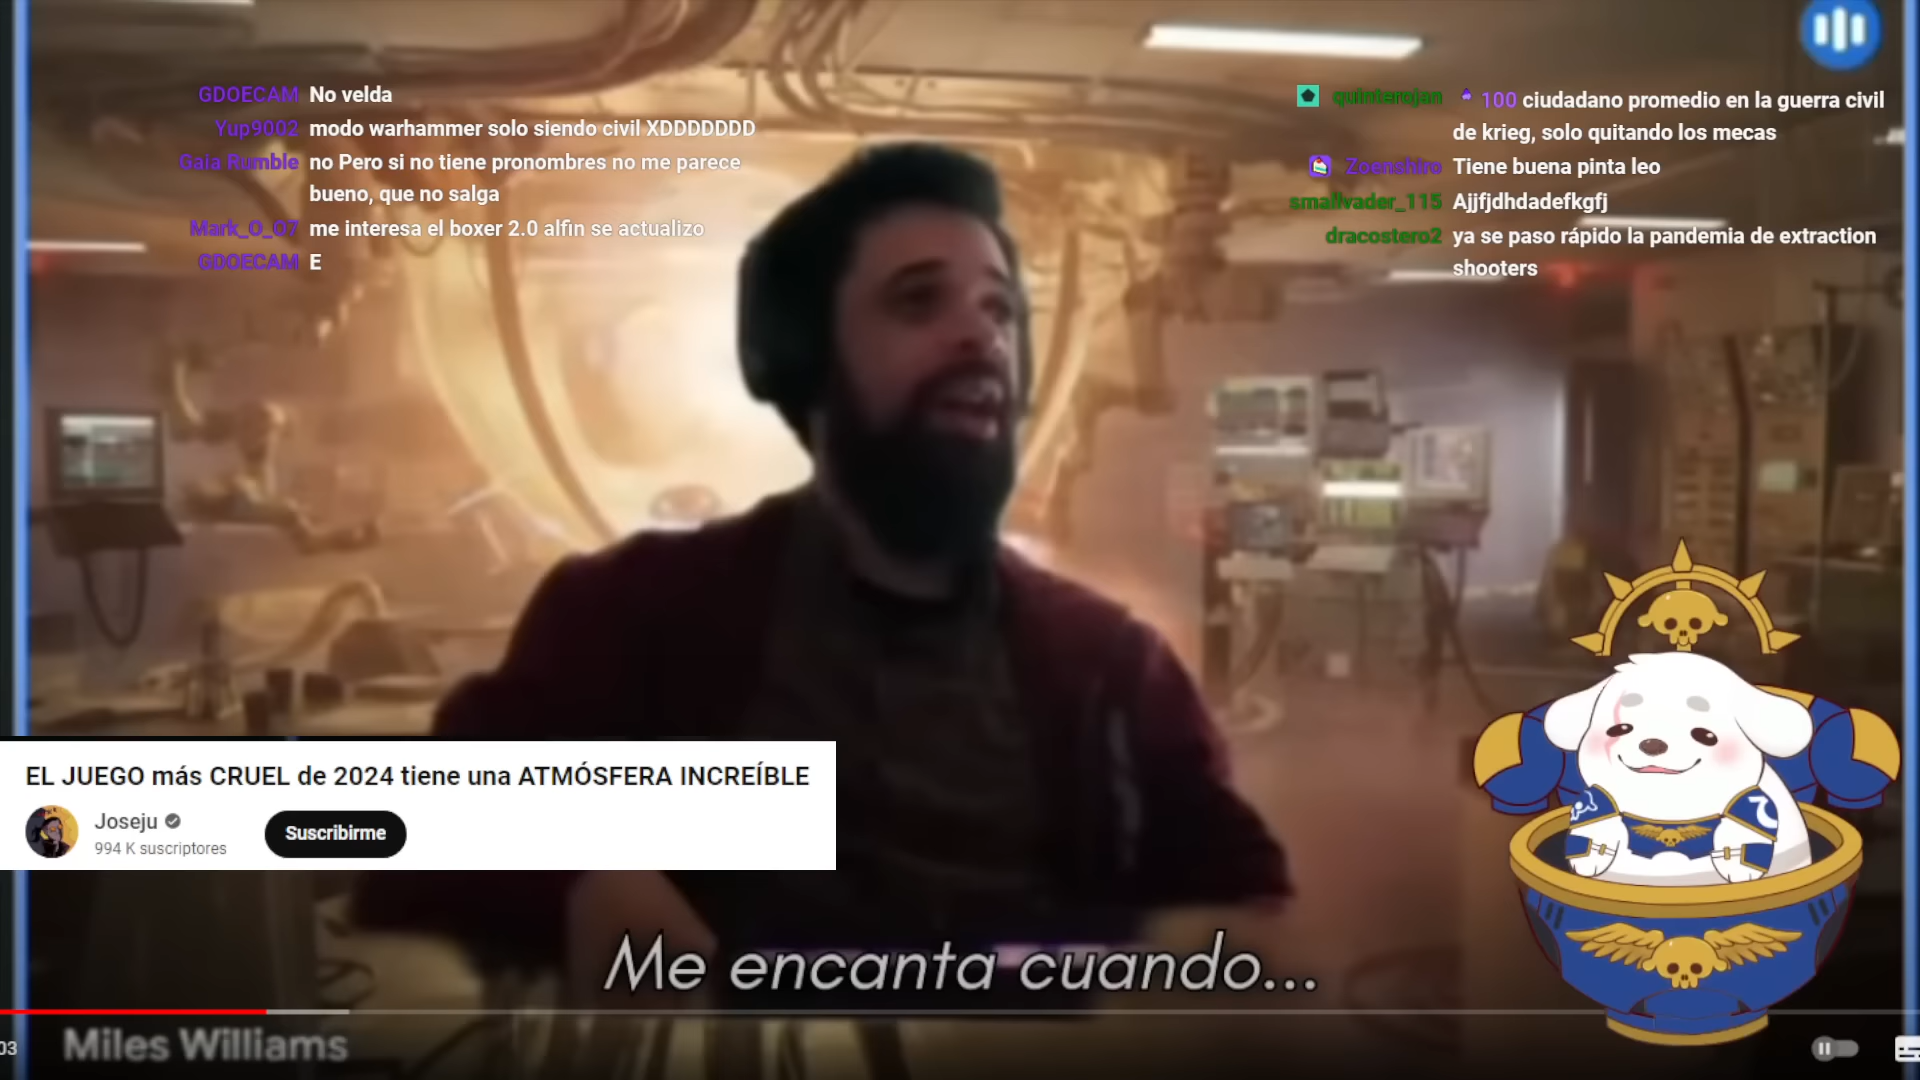 GDOECAM No velda
Yup9002 modo warhammer solo siendo civil XDDDDDDD
Gaia Rumble no Pero si no tiene pronombres no me parece
bueno, que no salga
Mark_O_O7 me interesa el boxer 2.0 alfin se actualizo
GDOECAM E
quinterojan 100 ciudadano promedio en la guerra civil
de krieg, solo quitando los mecas
Zoenshiro Tiene buena pinta leo
smallvader_115 Ajjfjdhdadefkgfj
dracostero2 ya se paso rápido la pandemia de extraction
shooters
EL JUEGO más CRUEL de 2024 tiene una ATMÓSFERA INCREÍBLE
Joseju
994 K suscriptores
Suscribirme
Me encanta cuando...
03
Miles Williams